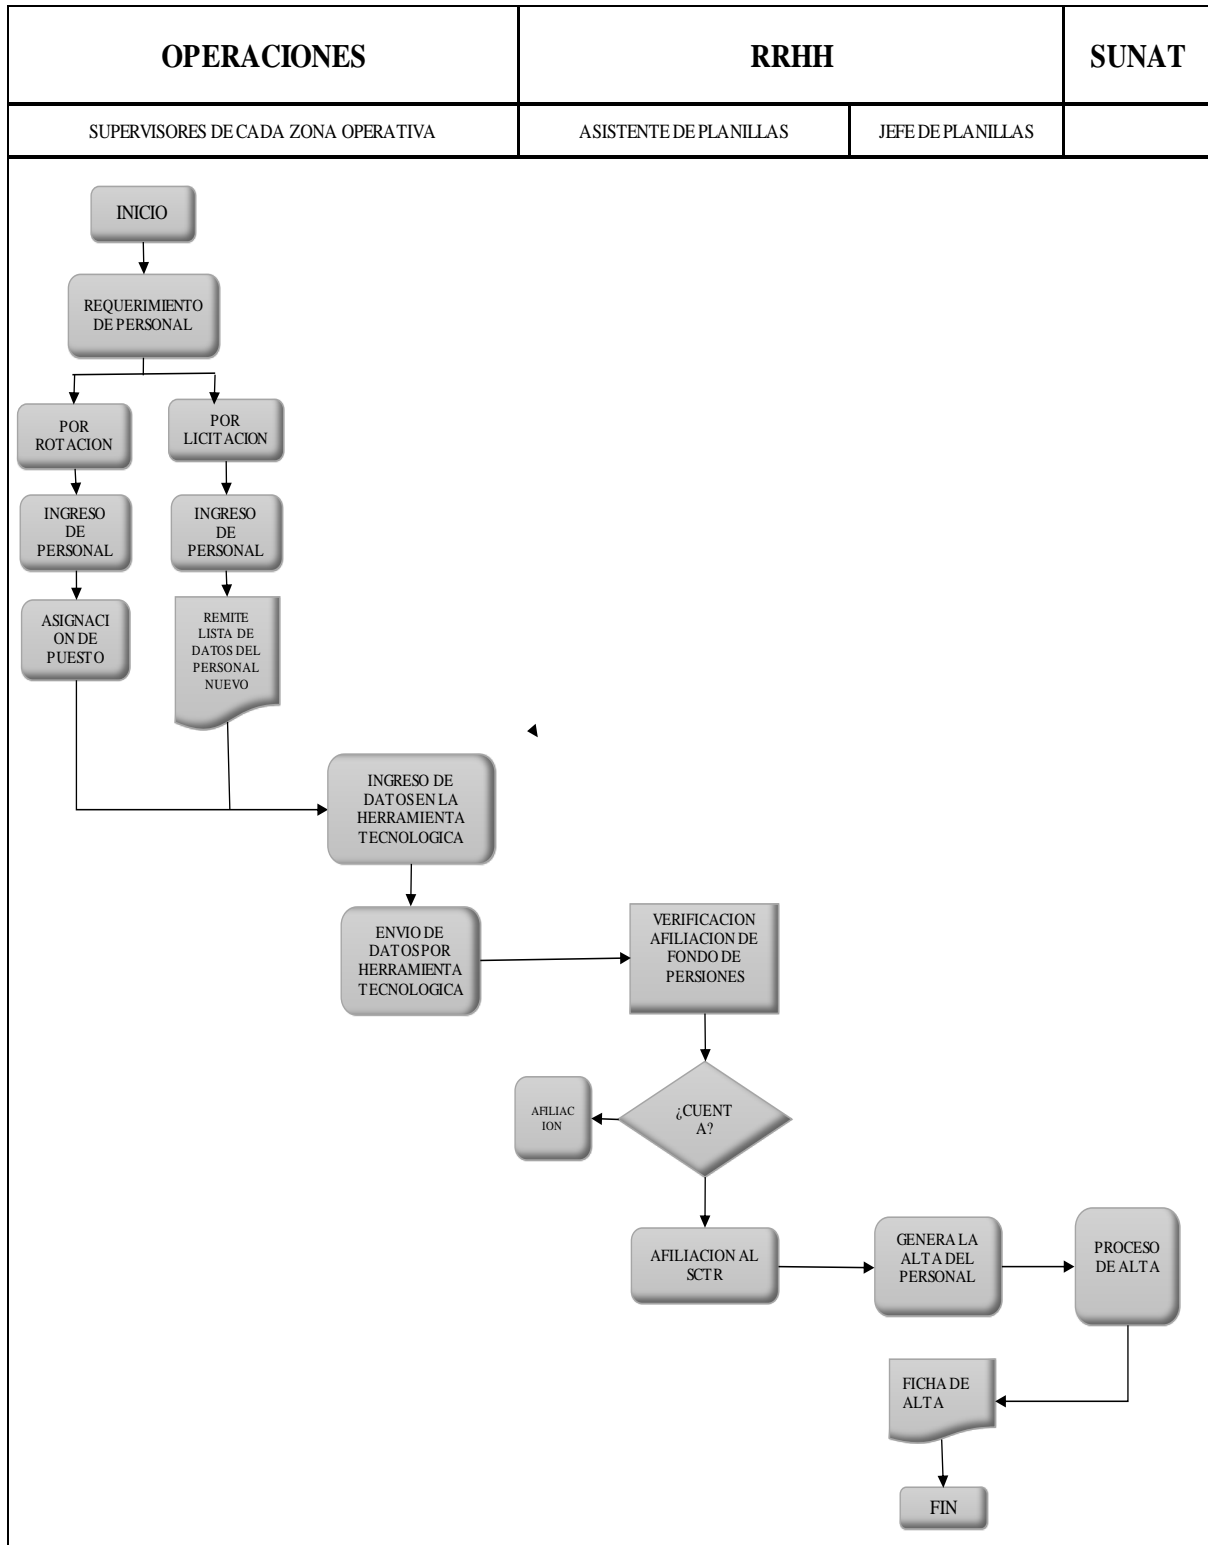 OPERACIONES
RRHH
SUNAT
SUPERVISORES DE CADA ZONA OPERATIVA
ASISTENTE DE PLANILLAS
JEFE DE PLANILLAS
INICIO
REQUERIMIENTO
DE PERSONAL
POR
ROTACION
POR
LICITACION
INGRESO
DE
PERSONAL
INGRESO
DE
PERSONAL
ASIGNACI
ON DE
PUESTO
REMITE
LISTA DE
DATOS DEL
PERSONAL
NUEVO
INGRESO DE
DATOS EN LA
HERRAMIENTA
TECNOLOGICA
ENVIO DE
DATOS POR
HERRAMIENTA
TECNOLOGICA
VERIFICACION
AFILIACION DE
FONDO DE
PERSIONES
¿CUENT
A?
AFILIAC
ION
AFILIACION AL
SCTR
GENERA LA
ALTA DEL
PERSONAL
PROCESO
DE ALTA
FICHA DE
ALTA
FIN